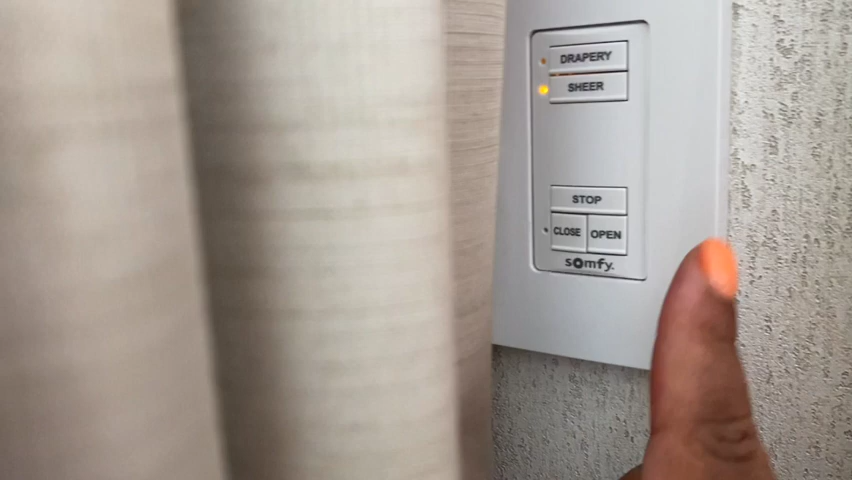 DRAPERY
SHEER
STOP
CLOSE OPEN
somfy.